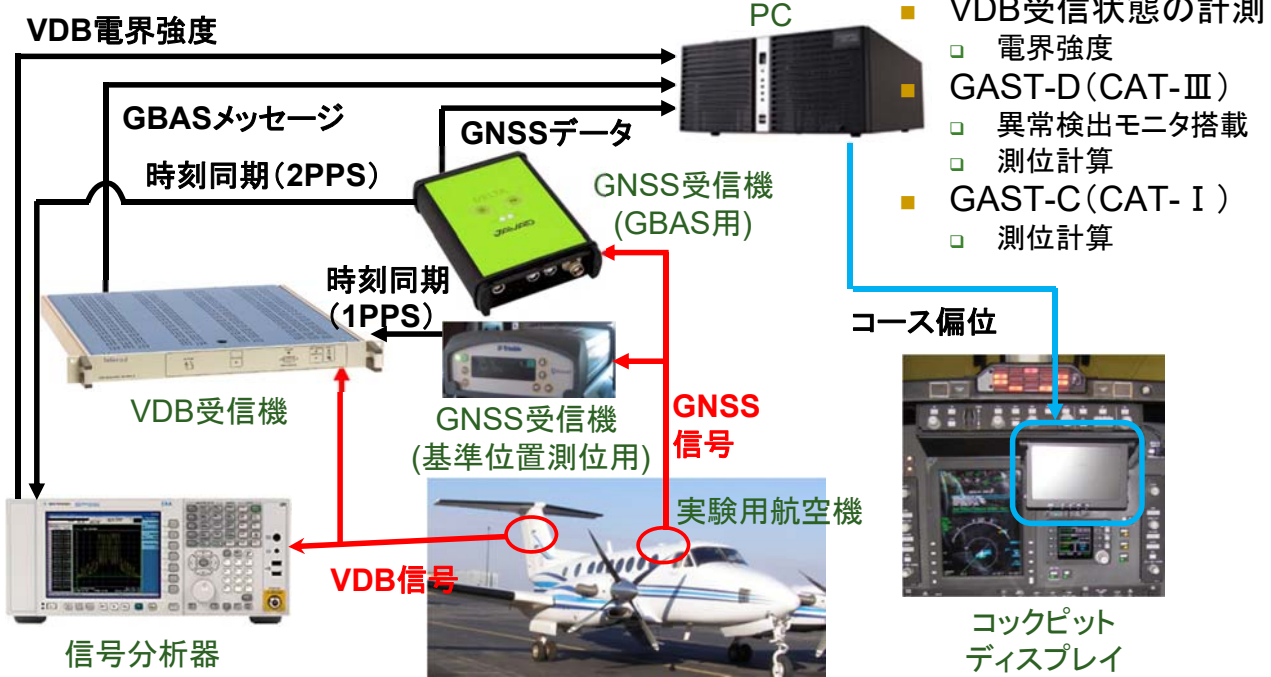 PC
VDB電界強度
GBASメッセージ
GNSSデータ
時刻同期(2PPS)
GNSS受信機
(GBAS用)
時刻同期
(1PPS)
VDB受信機
GNSS受信機
(基準位置測位用)
GNSS
信号
実験用航空機
VDB信号
信号分析器
■ VDB受信状態の計測
□ 電界強度
■ GAST-D(CAT-Ⅲ)
□ 異常検出モニタ搭載
□ 測位計算
■ GAST-C(CAT-Ⅰ)
□ 測位計算
コース偏位
コックピット
ディスプレイ
DELTA
JAVAD
Trimble